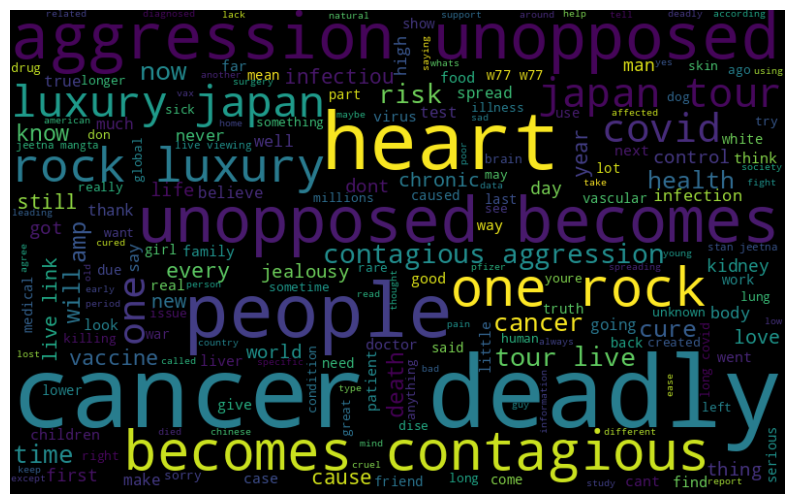 related diagnosed lack natural support around help tell deadly according
aggression unopposed
drug true longer now far infectiou high show saying whats man yes using
mean food w77 w77 skin ago
luxury japan risk spread japan tour
american vax another surgery sick something part virus test illness sad dog use affected try
know much don never well heart covid white
jeetna mangta global live viewing home maybe brain poor year next control think
rock luxury chronic lot health society
really life believe dont millions caused may data day take vascular infection fight
still got thank want last see way
leading cured amp girl family unopposed becomes stan jeetna
agree say due contagious aggression young
medical old early period will live link one every real jealousy rare sometime good pfizer spreading youre kidney work
new person read thought people one rock truth unknown lung body low
look issue war doctor cancer going cure created love
killing vaccine world said little human back
lost called country pain tour live always went long covid
lower liver need condition patient death anything information ease
specific type bad guy
children give great dise cancer deadly left serious
time right died chinese mind becomes contagious different thing
keep except first make sorry case cause cruel friend long come study cant find report